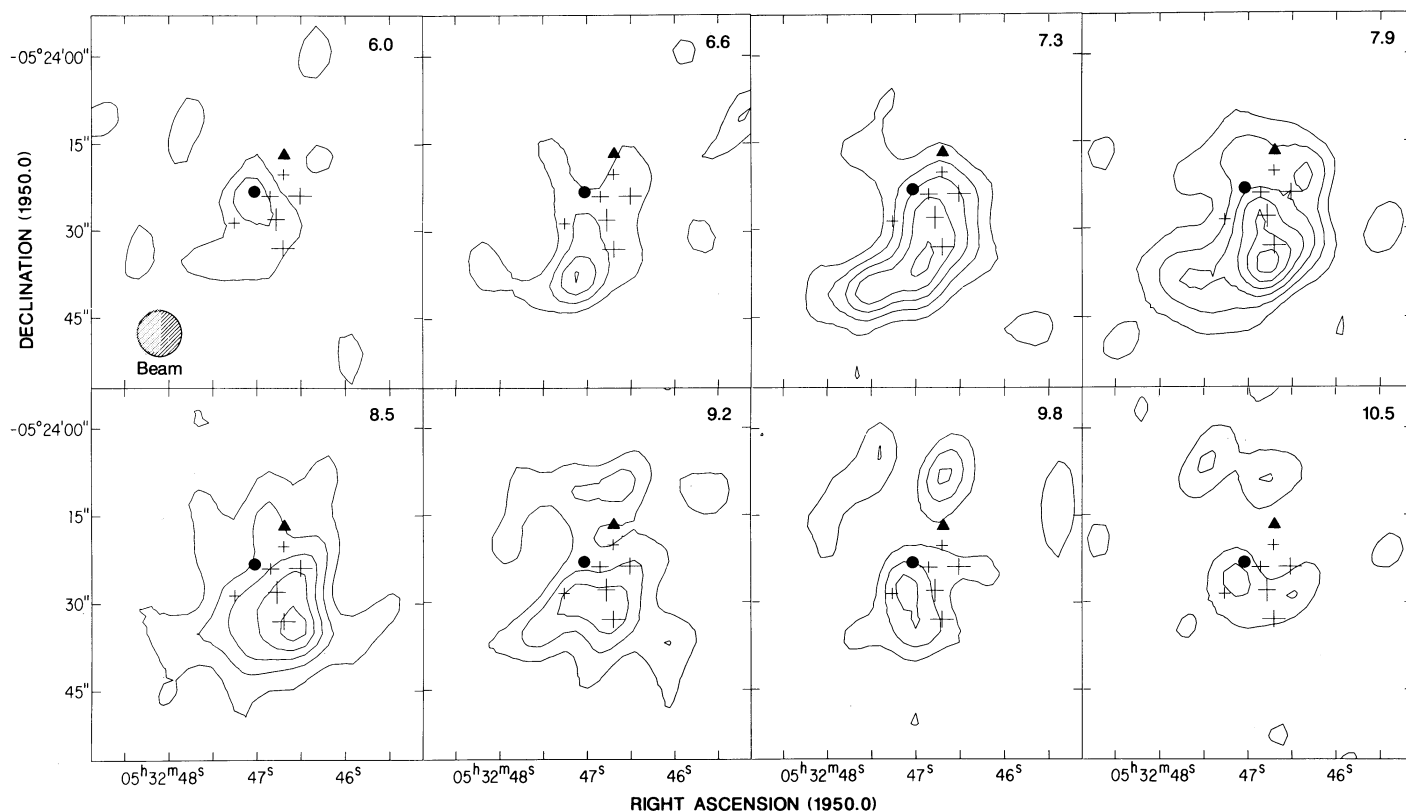 6.0
6.6
7.3
7.9
-05°24'00"
15"
30"
45"
DECLINATION (1950.0)
Beam
8.5
9.2
9.8
10.5
-05°24'00"
15"
30"
45"
05ʰ32ᵐ48ˢ 47ˢ 46ˢ
05ʰ32ᵐ48ˢ 47ˢ 46ˢ
05ʰ32ᵐ48ˢ 47ˢ 46ˢ
05ʰ32ᵐ48ˢ 47ˢ 46ˢ
RIGHT ASCENSION (1950.0)